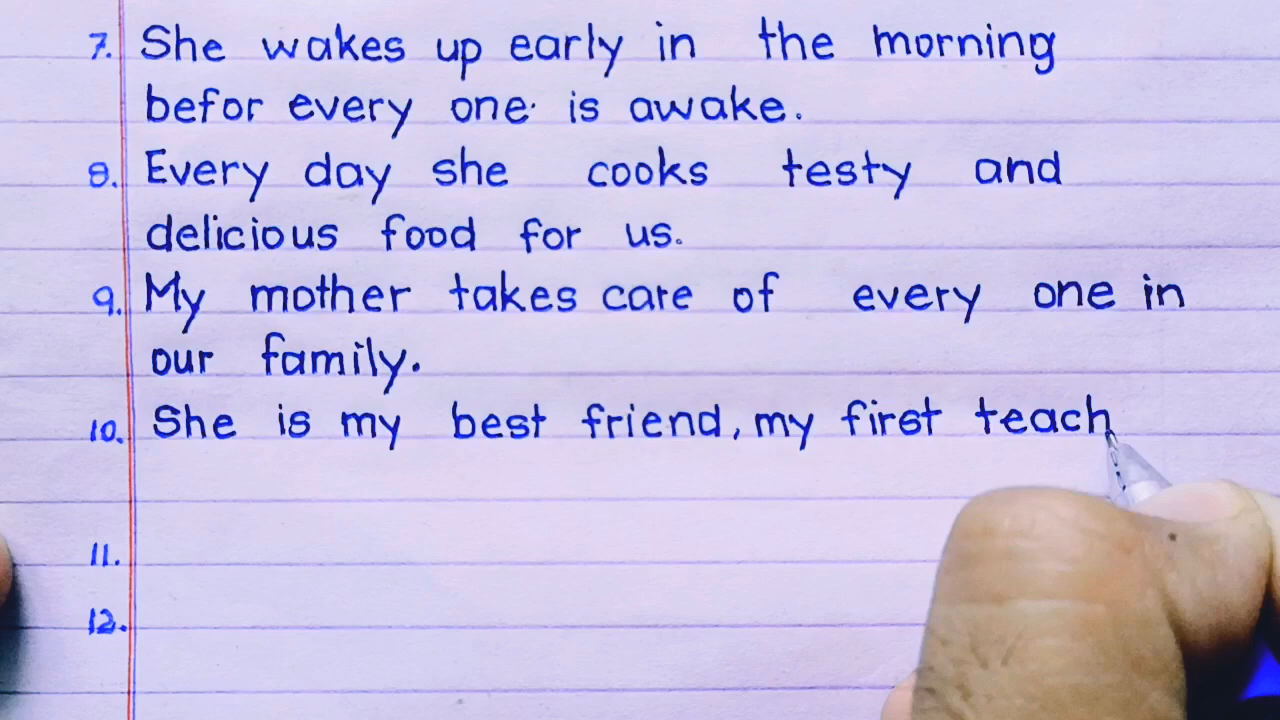 7. She wakes up early in the morning
befor every one is awake.
8. Every day she cooks testy and
delicious food for us.
9. My mother takes care of every one in
our family.
10. She is my best friend, my first teach
11.
12.